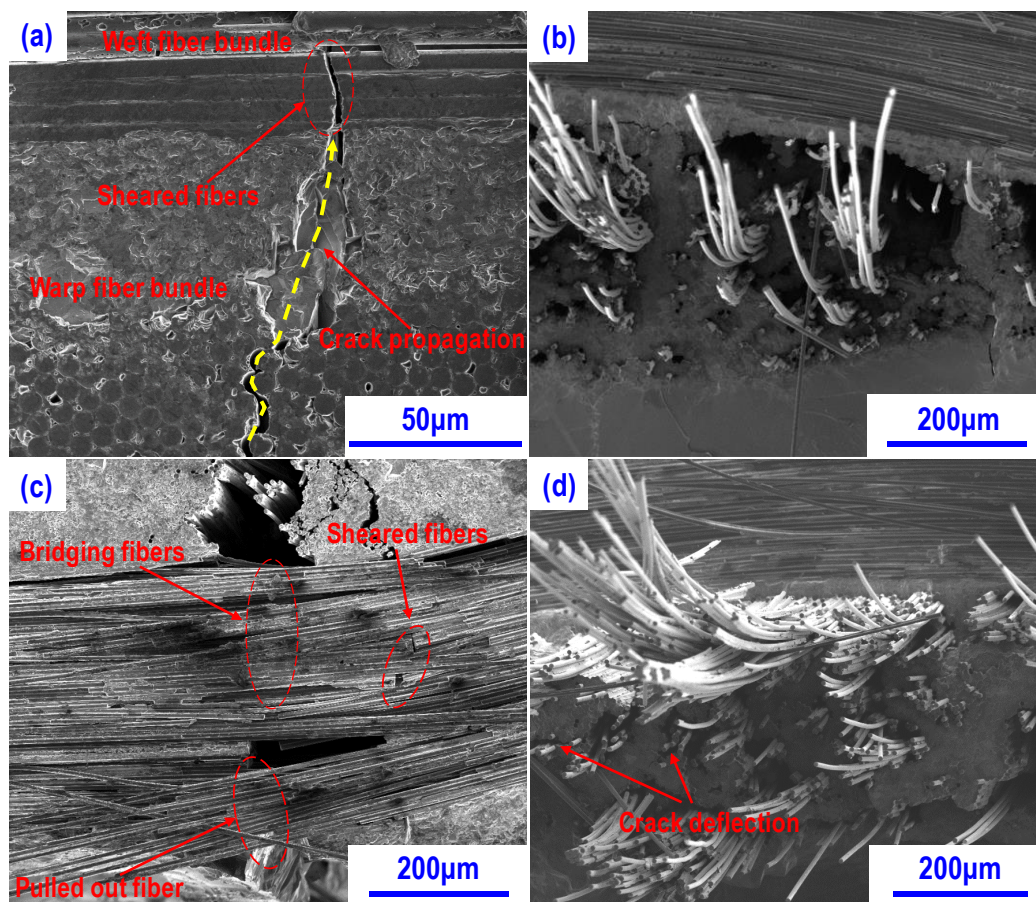 (a)
Weft fiber bundle
Sheared fibers
Warp fiber bundle
Crack propagation
50μm
(b)
200μm
(c)
Bridging fibers
Sheared fibers
Pulled out fiber
200μm
(d)
Crack deflection
200μm